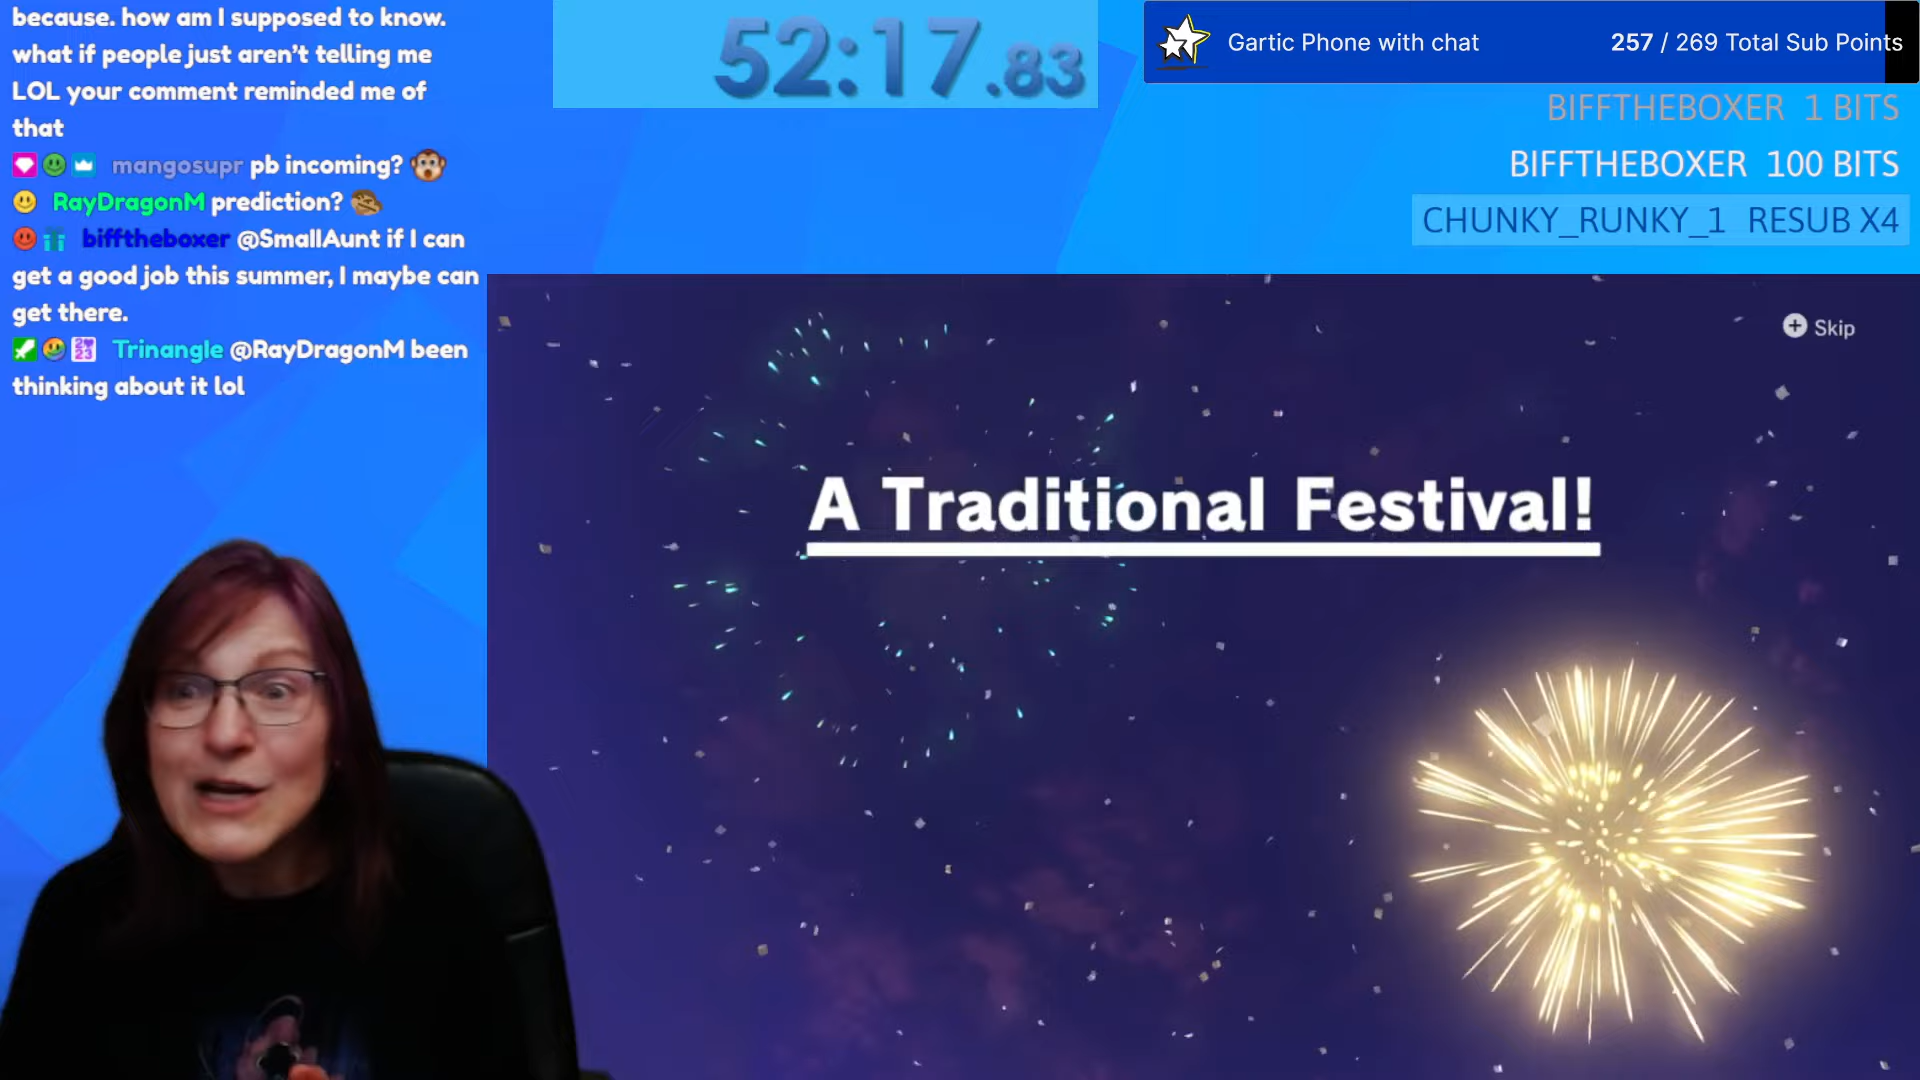 because. how am I supposed to know.
what if people just aren't telling me
LOL your comment reminded me of
that
mangosupr pb incoming?
RayDragonM prediction?
bifftheboxer @SmallAunt if I can
get a good job this summer, I maybe can
get there.
Trinangle @RayDragonM been
thinking about it lol
52:17.83
Gartic Phone with chat 257 / 269 Total Sub Points
BIFFTHEBOXER 1 BITS
BIFFTHEBOXER 100 BITS
CHUNKY_RUNKY_1 RESUB X4
Skip
A Traditional Festival!